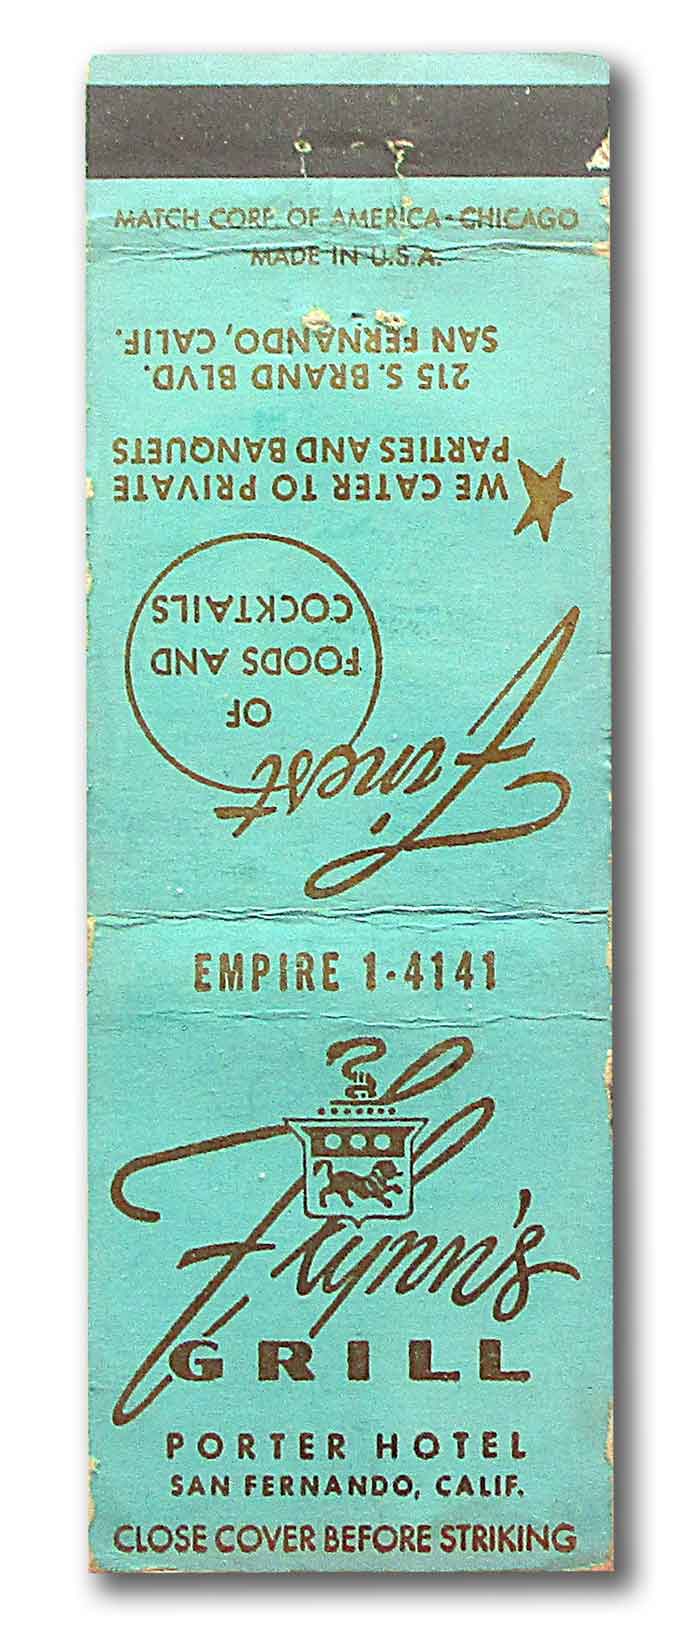 MATCH CORP. OF AMERICA-CHICAGO
MADE IN U.S.A.
Finest
OF
FOODS AND
COCKTAILS
WE CATER TO PRIVATE
PARTIES AND BANQUETS
215 S. BRAND BLVD.
SAN FERNANDO, CALIF.
EMPIRE 1-4141
Flynn's
GRILL
PORTER HOTEL
SAN FERNANDO, CALIF.
CLOSE COVER BEFORE STRIKING